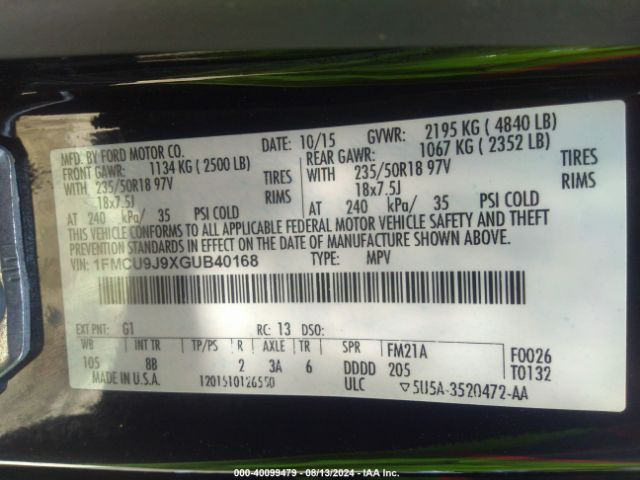 MFD. BY FORD MOTOR CO.
DATE: 10/15 GVWR: 2195 KG ( 4840 LB)
FRONT GAWR: 1134 KG ( 2500 LB)
REAR GAWR: 1067 KG ( 2352 LB)
WITH 235/50R18 97V TIRES
WITH 235/50R18 97V TIRES
18x7.5J RIMS
18x7.5J RIMS
AT 240 kPa/ 35 PSI COLD
AT 240 kPa/ 35 PSI COLD
THIS VEHICLE CONFORMS TO ALL APPLICABLE FEDERAL MOTOR VEHICLE SAFETY AND THEFT
PREVENTION STANDARDS IN EFFECT ON THE DATE OF MANUFACTURE SHOWN ABOVE.
VIN: 1FMCU9J9XGUB40168 TYPE: MPV
EXT PNT: G1 RC: 13 DSO:
WB INT TR TP/PS R AXLE TR SPR FM21A F0026
105 8B 2 3A 6 DDDD 205 T0132
MADE IN U.S.A. 1201510126550 ULC 5U5A-3520472-AA
000-40099479 - 08/13/2024 - IAA Inc.